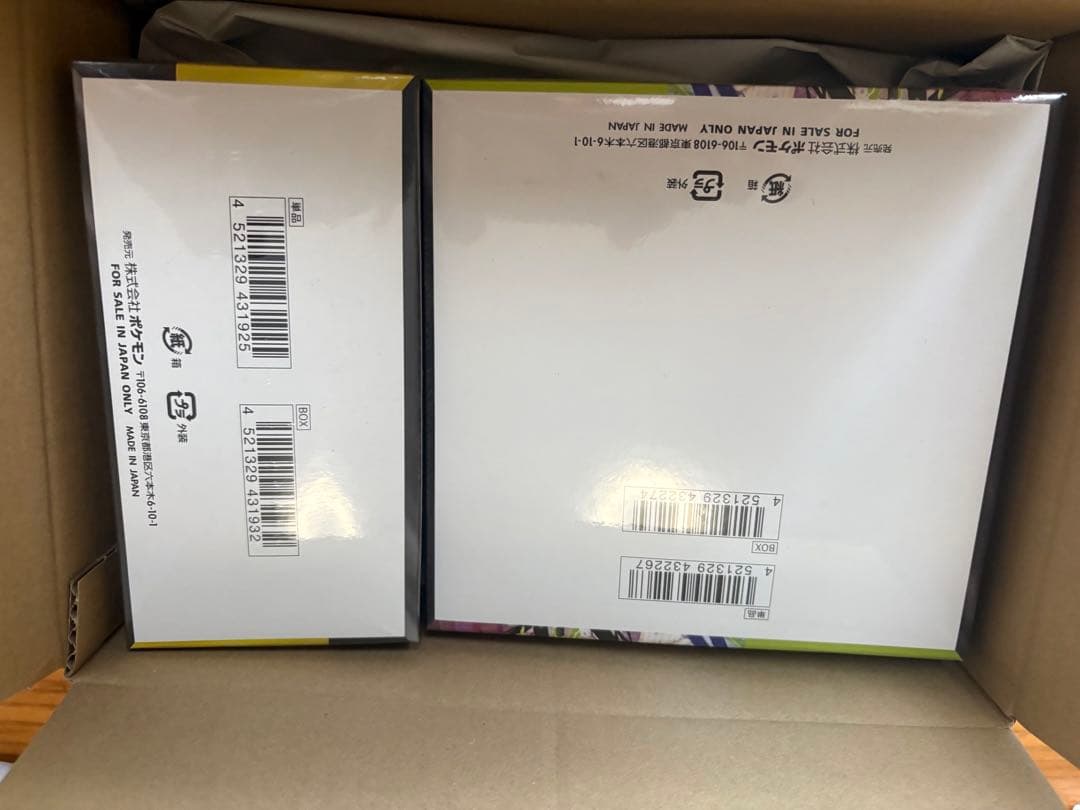 単品
4 521329 431925
BOX
4 521329 431932
紙 箱
プラ 外装
発売元 株式会社ポケモン 〒106-6108 東京都港区六本木6-10-1
FOR SALE IN JAPAN ONLY MADE IN JAPAN
単品
4 521329 432267
BOX
4 521329 432274
紙 箱
プラ 外装
発売元 株式会社ポケモン 〒106-6108 東京都港区六本木6-10-1
FOR SALE IN JAPAN ONLY MADE IN JAPAN